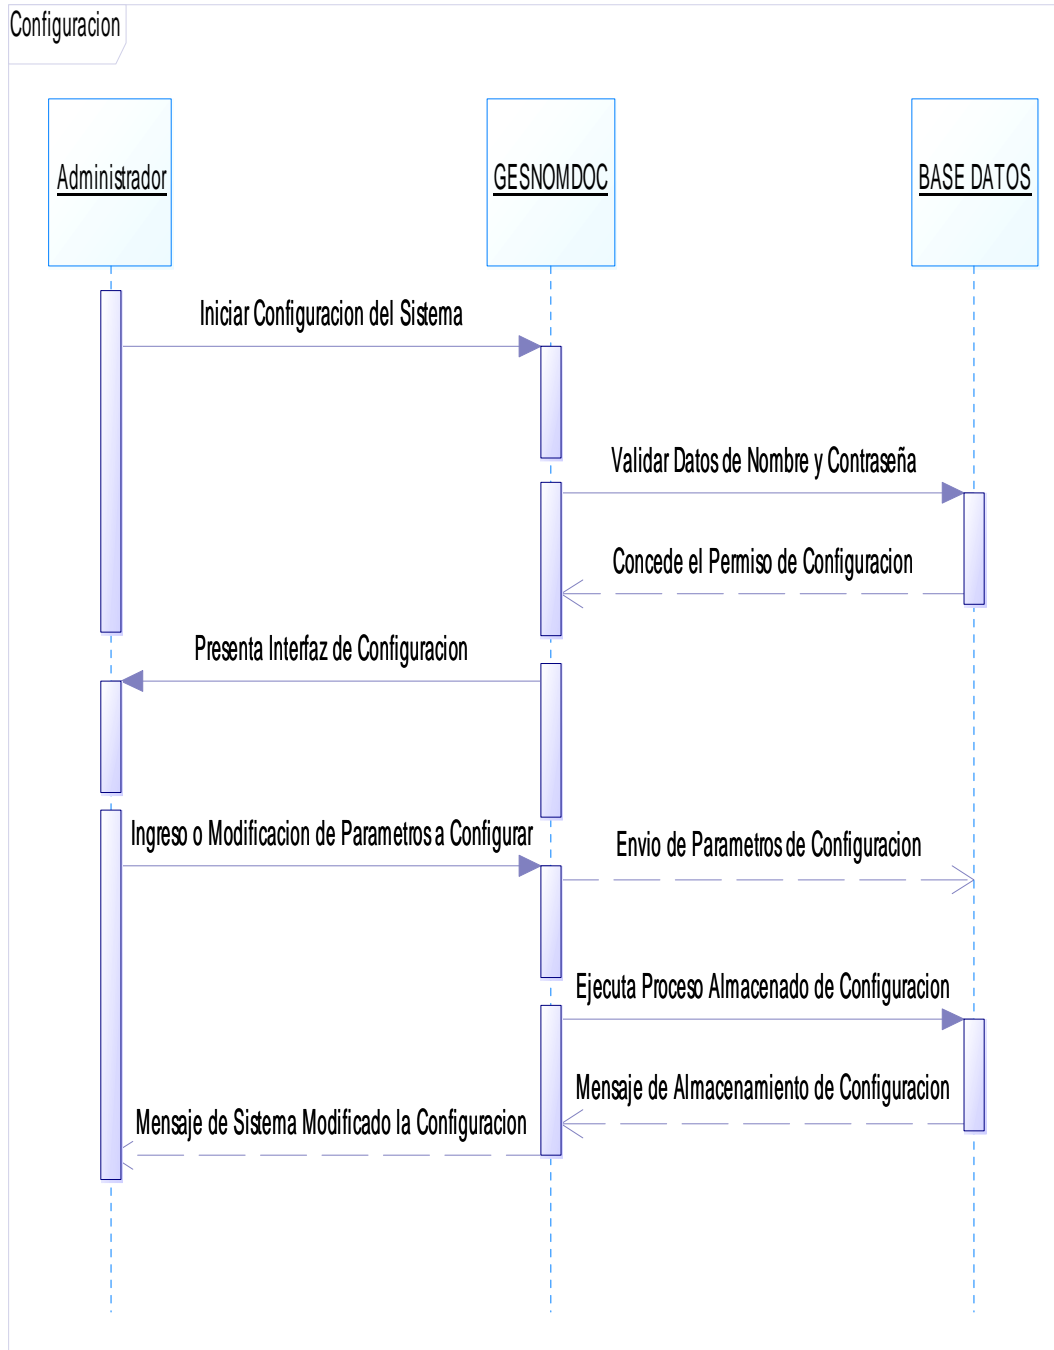 Configuracion
Administrador
GESNOMDOC
BASE DATOS
Iniciar Configuracion del Sistema
Validar Datos de Nombre y Contraseña
Concede el Permiso de Configuracion
Presenta Interfaz de Configuracion
Ingreso o Modificacion de Parametros a Configurar
Envio de Parametros de Configuracion
Ejecuta Proceso Almacenado de Configuracion
Mensaje de Almacenamiento de Configuracion
Mensaje de Sistema Modificado la Configuracion